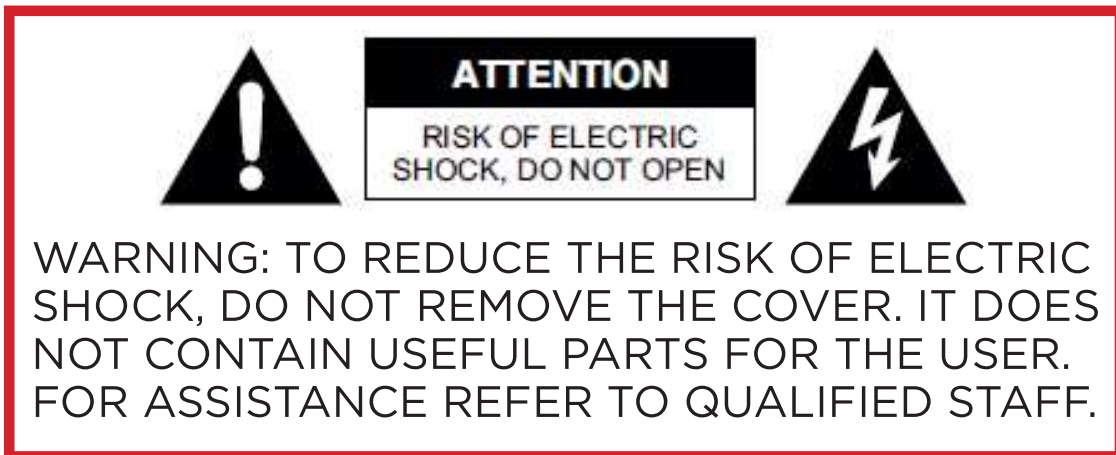 ATTENTION
RISK OF ELECTRIC
SHOCK, DO NOT OPEN
WARNING: TO REDUCE THE RISK OF ELECTRIC
SHOCK, DO NOT REMOVE THE COVER. IT DOES
NOT CONTAIN USEFUL PARTS FOR THE USER.
FOR ASSISTANCE REFER TO QUALIFIED STAFF.